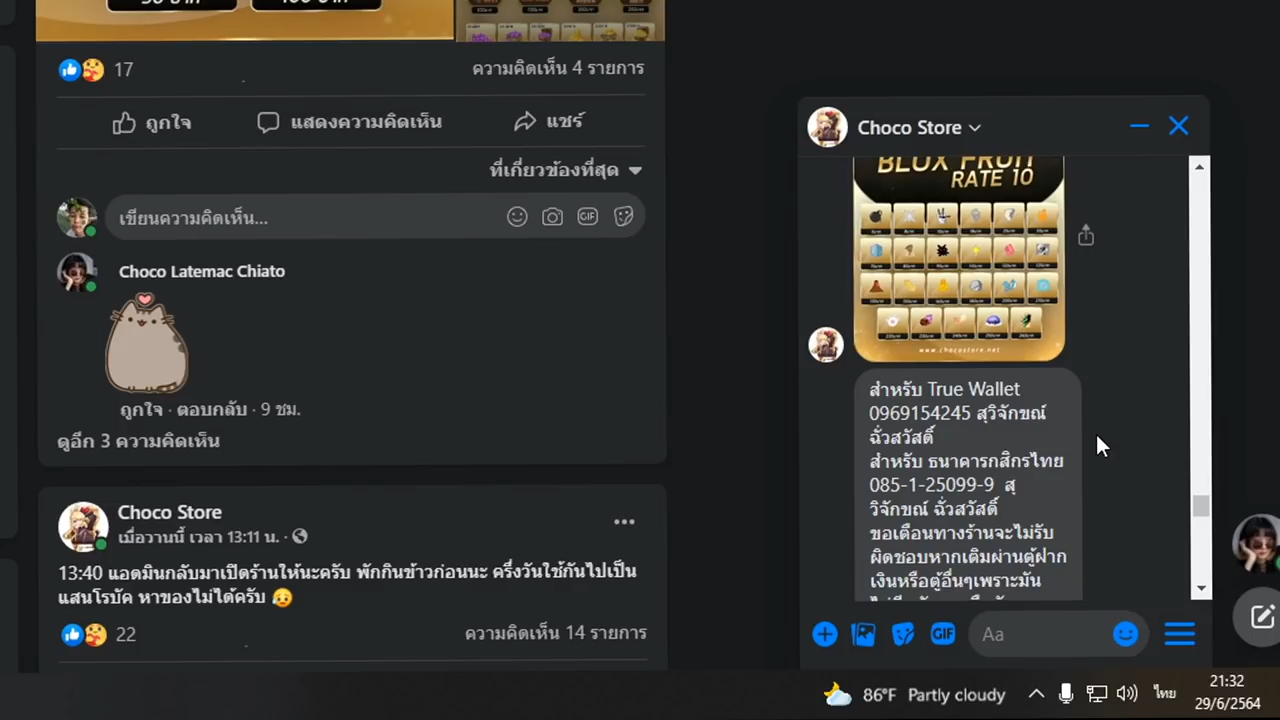 17
ความคิดเห็น 4 รายการ
ถูกใจ
แสดงความคิดเห็น
แชร์
ที่เกี่ยวข้องที่สุด
เขียนความคิดเห็น...
GIF
Choco Latemac Chiato
ถูกใจ · ตอบกลับ · 9 ชม.
ดูอีก 3 ความคิดเห็น
Choco Store
เมื่อวานนี้ เวลา 13:11 น. ·
13:40 แอดมินกลับมาเปิดร้านให้นะครับ พักกินข้าวก่อนนะ ครึ่งวันใช้กันไปเป็น
แสนโรบัค หาของไม่ได้ครับ
22
ความคิดเห็น 14 รายการ
Choco Store
BLOX FRUIT
RATE 10
www.chocostore.net
สำหรับ True Wallet
0969154245 สุวิจักขณ์
ฉั่วสวัสดิ์
สำหรับ ธนาคารกสิกรไทย
085-1-25099-9 สุ
วิจักขณ์ ฉั่วสวัสดิ์
ขอเตือนทางร้านจะไม่รับ
ผิดชอบหากเติมผ่านตู้ฝาก
เงินหรือตู้อื่นๆเพราะมัน
GIF
Aa
86°F Partly cloudy
ไทย
21:32
29/6/2564